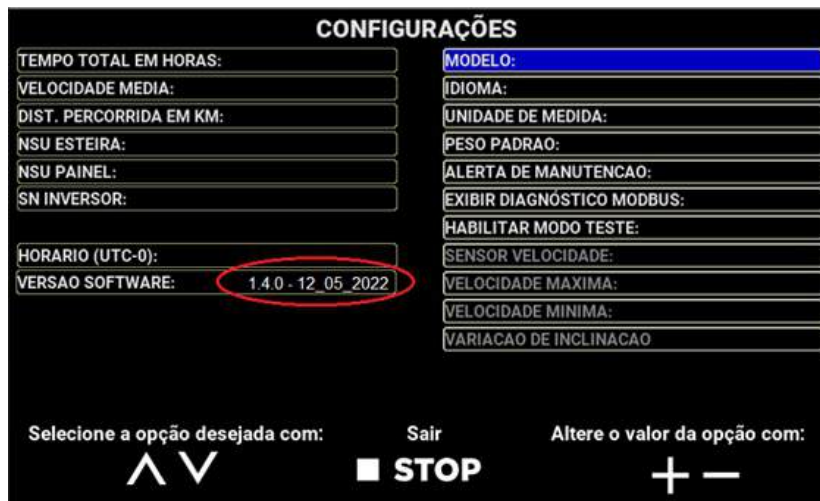 CONFIGURAÇÕES
TEMPO TOTAL EM HORAS:
VELOCIDADE MEDIA:
DIST. PERCORRIDA EM KM:
NSU ESTEIRA:
NSU PAINEL:
SN INVERSOR:
HORARIO (UTC-0):
VERSAO SOFTWARE: 1.4.0 - 12_05_2022
MODELO:
IDIOMA:
UNIDADE DE MEDIDA:
PESO PADRAO:
ALERTA DE MANUTENCAO:
EXIBIR DIAGNÓSTICO MODBUS:
HABILITAR MODO TESTE:
SENSOR VELOCIDADE:
VELOCIDADE MAXIMA:
VELOCIDADE MINIMA:
VARIACAO DE INCLINACAO
Selecione a opção desejada com:
Sair
STOP
Altere o valor da opção com:
+ −